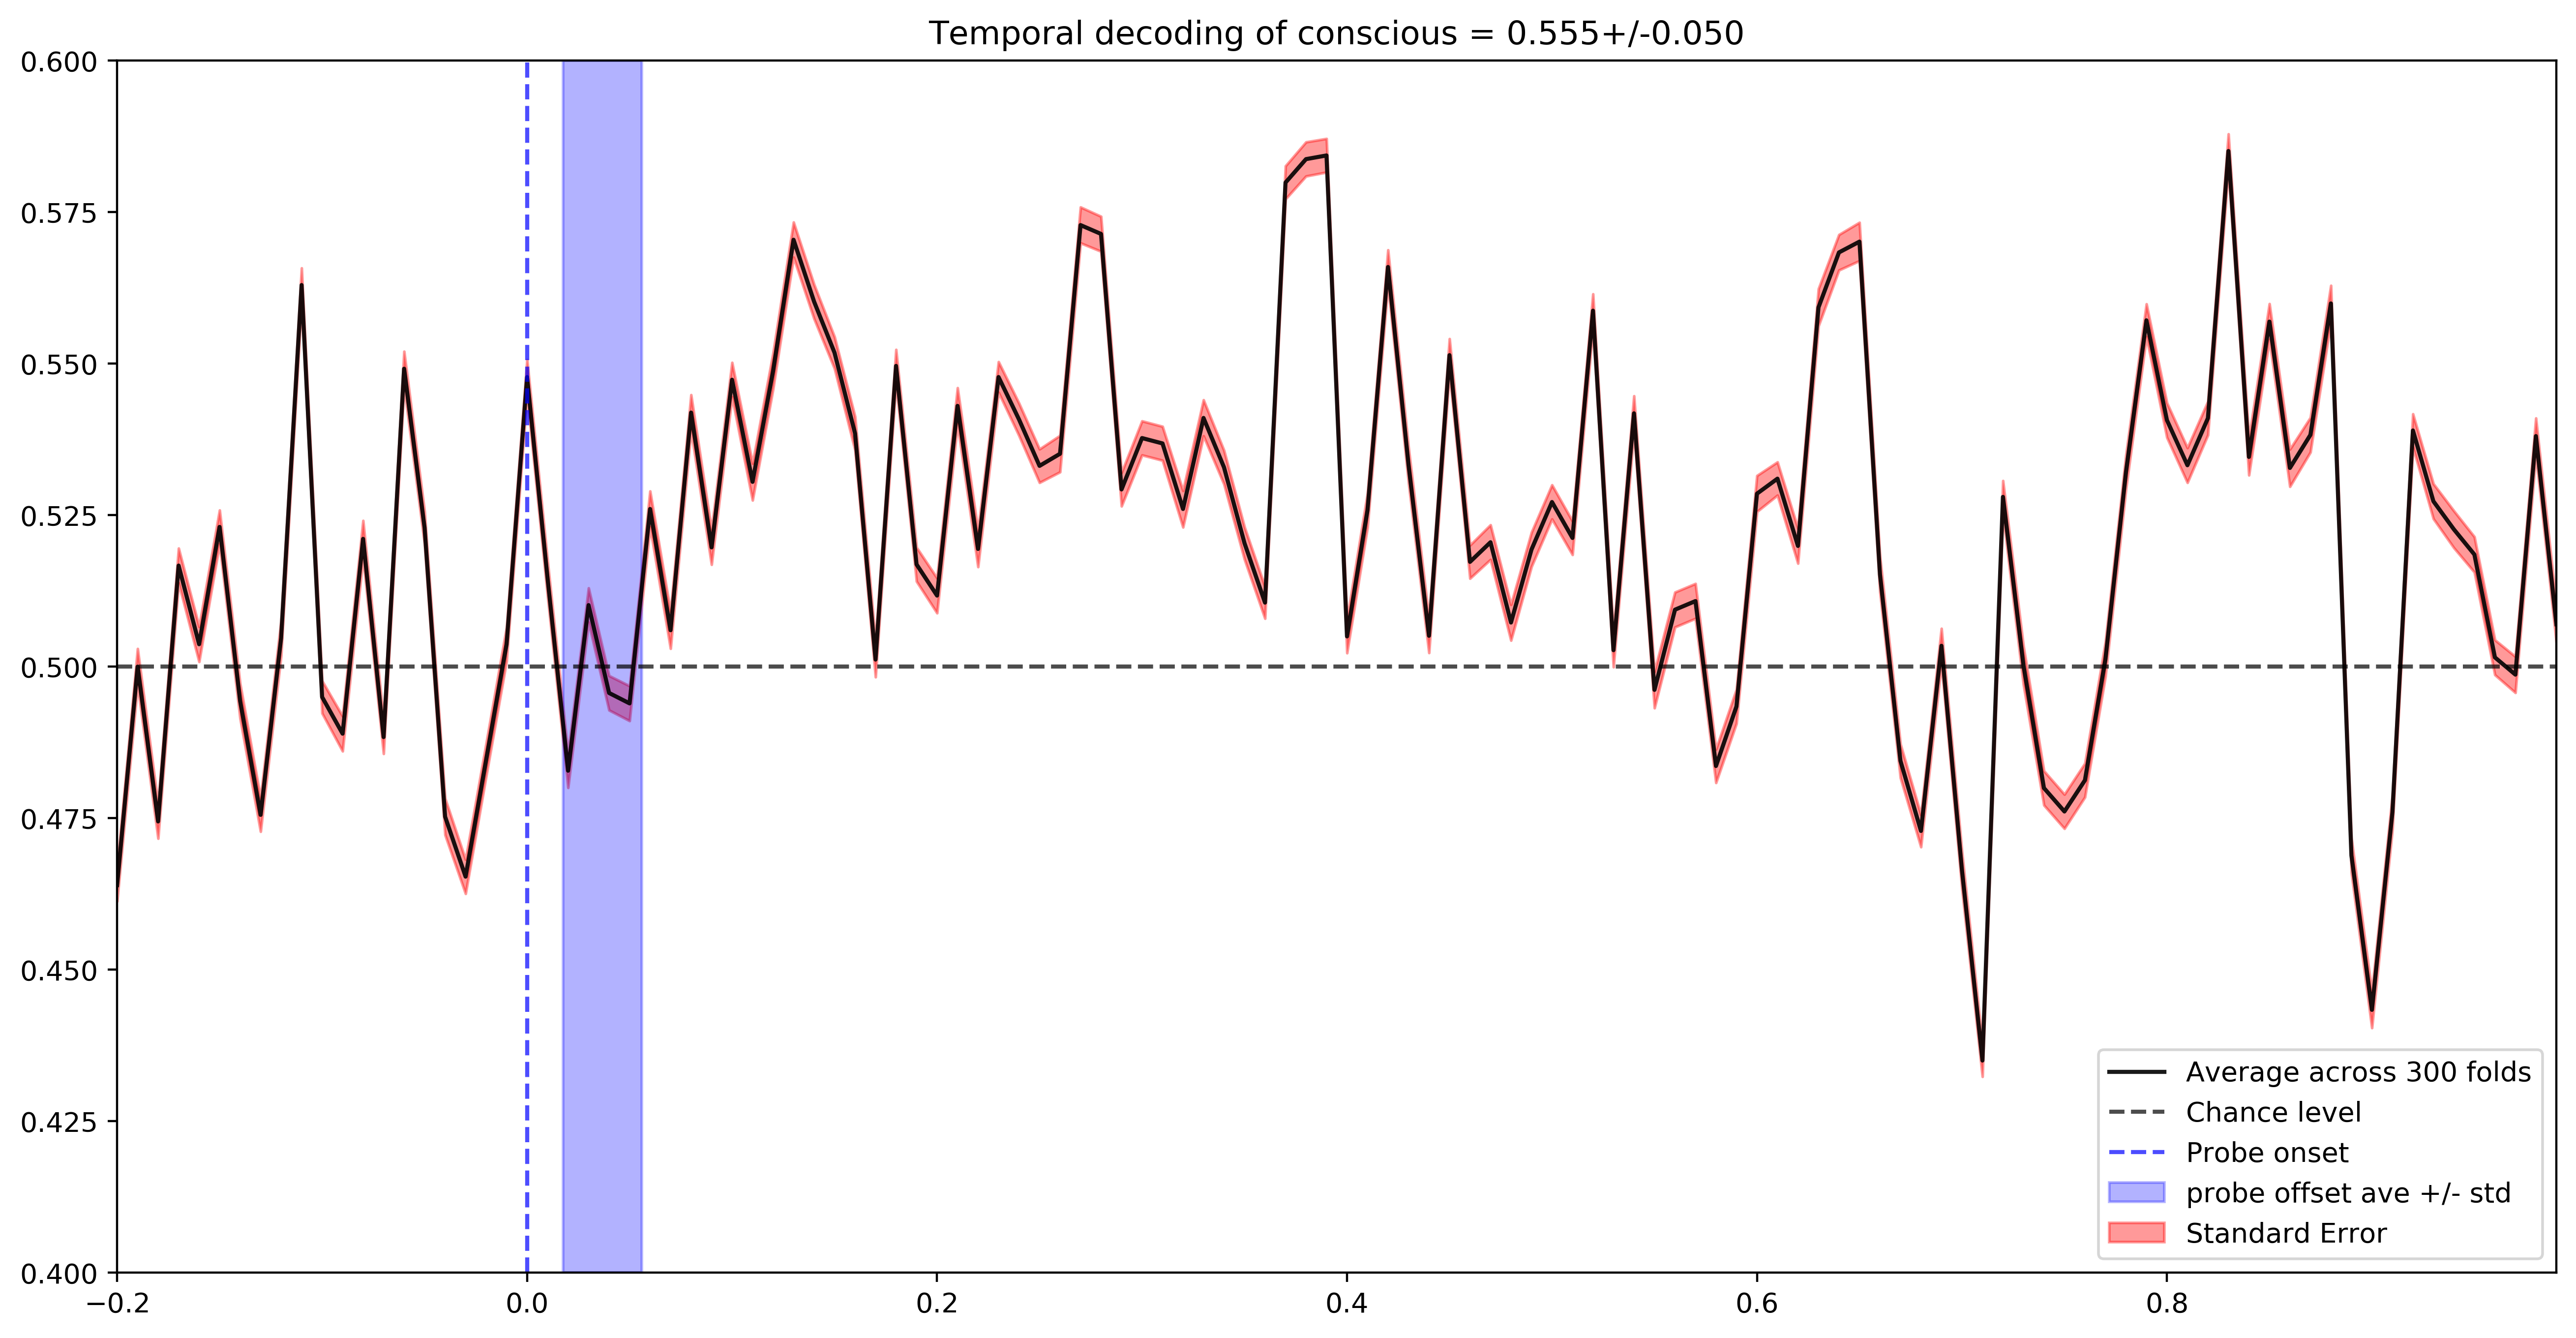 Temporal decoding of conscious = 0.555+/-0.050
0.600
0.575
0.550
0.525
0.500
0.475
0.450
0.425
0.400
−0.2
0.0
0.2
0.4
0.6
0.8
Average across 300 folds
Chance level
Probe onset
probe offset ave +/- std
Standard Error